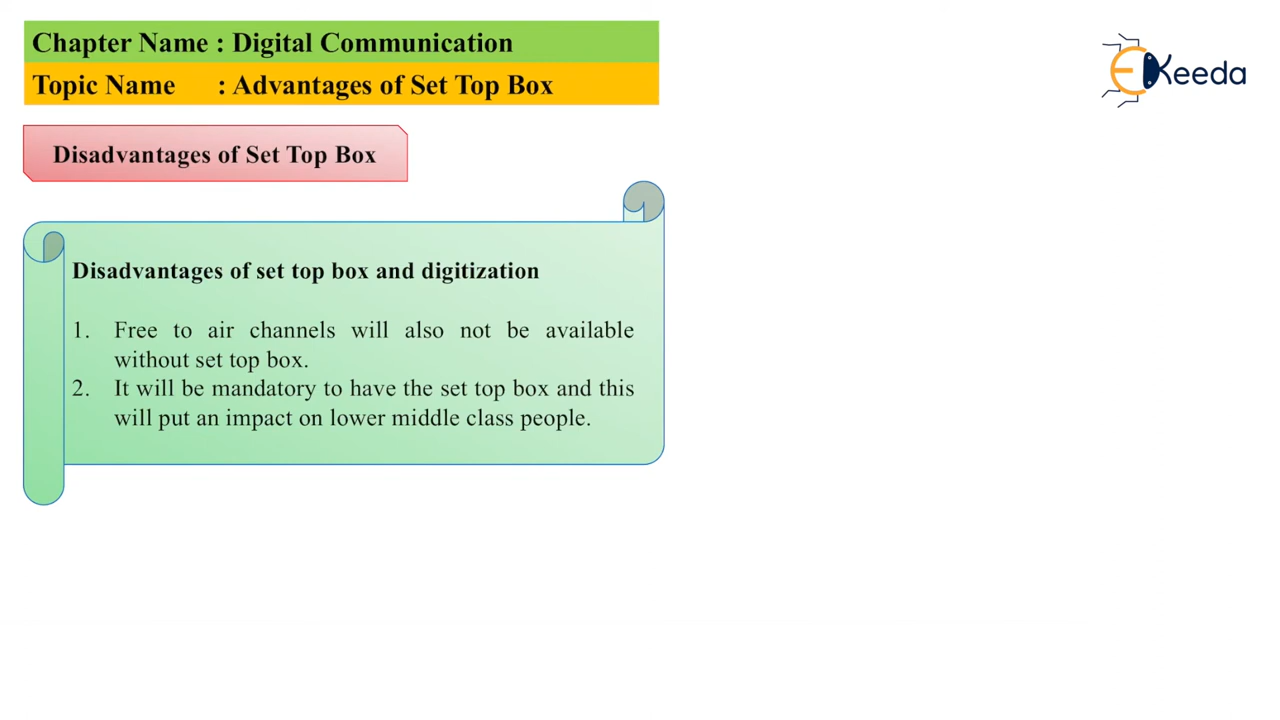 Chapter Name : Digital Communication
Topic Name : Advantages of Set Top Box
EKeeda
Disadvantages of Set Top Box
Disadvantages of set top box and digitization
1. Free to air channels will also not be available
without set top box.
2. It will be mandatory to have the set top box and this
will put an impact on lower middle class people.